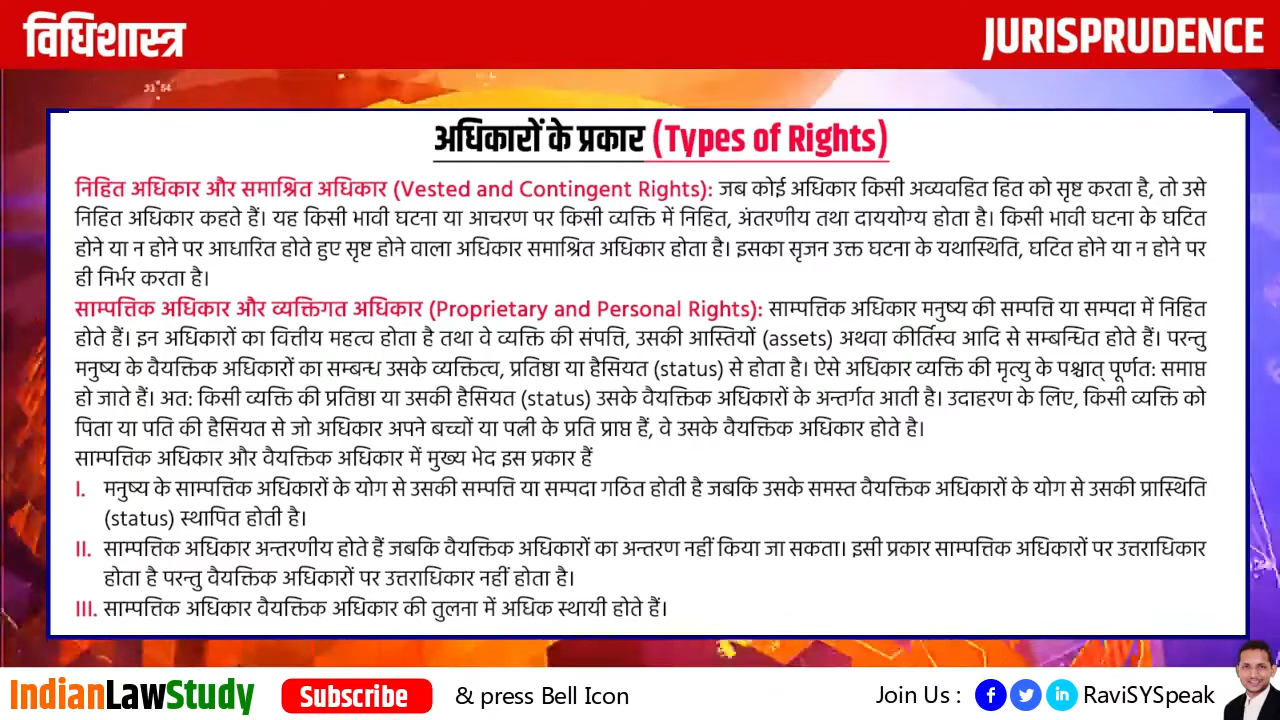 विधिशास्त्र
JURISPRUDENCE
31 54
अधिकारों के प्रकार (Types of Rights)
निहित अधिकार और समाश्रित अधिकार (Vested and Contingent Rights): जब कोई अधिकार किसी अव्यवहित हित को सृष्ट करता है, तो उसे
निहित अधिकार कहते हैं। यह किसी भावी घटना या आचरण पर किसी व्यक्ति में निहित, अंतरणीय तथा दाययोग्य होता है। किसी भावी घटना के घटित
होने या न होने पर आधारित होते हुए सृष्ट होने वाला अधिकार समाश्रित अधिकार होता है। इसका सृजन उक्त घटना के यथास्थिति, घटित होने या न होने पर
ही निर्भर करता है।
साम्पत्तिक अधिकार और व्यक्तिगत अधिकार (Proprietary and Personal Rights): साम्पत्तिक अधिकार मनुष्य की सम्पत्ति या सम्पदा में निहित
होते हैं। इन अधिकारों का वित्तीय महत्व होता है तथा वे व्यक्ति की संपत्ति, उसकी आस्तियों (assets) अथवा कीर्तिस्व आदि से सम्बन्धित होते हैं। परन्तु
मनुष्य के वैयक्तिक अधिकारों का सम्बन्ध उसके व्यक्तित्व, प्रतिष्ठा या हैसियत (status) से होता है। ऐसे अधिकार व्यक्ति की मृत्यु के पश्चात् पूर्णत: समाप्त
हो जाते हैं। अत: किसी व्यक्ति की प्रतिष्ठा या उसकी हैसियत (status) उसके वैयक्तिक अधिकारों के अन्तर्गत आती है। उदाहरण के लिए, किसी व्यक्ति को
पिता या पति की हैसियत से जो अधिकार अपने बच्चों या पत्नी के प्रति प्राप्त हैं, वे उसके वैयक्तिक अधिकार होते है।
साम्पत्तिक अधिकार और वैयक्तिक अधिकार में मुख्य भेद इस प्रकार हैं
I. मनुष्य के साम्पत्तिक अधिकारों के योग से उसकी सम्पत्ति या सम्पदा गठित होती है जबकि उसके समस्त वैयक्तिक अधिकारों के योग से उसकी प्रास्थिति
(status) स्थापित होती है।
II. साम्पत्तिक अधिकार अन्तरणीय होते हैं जबकि वैयक्तिक अधिकारों का अन्तरण नहीं किया जा सकता। इसी प्रकार साम्पत्तिक अधिकारों पर उत्तराधिकार
होता है परन्तु वैयक्तिक अधिकारों पर उत्तराधिकार नहीं होता है।
III. साम्पत्तिक अधिकार वैयक्तिक अधिकार की तुलना में अधिक स्थायी होते हैं।
IndianLawStudy Subscribe & press Bell Icon Join Us : RaviSYSpeak